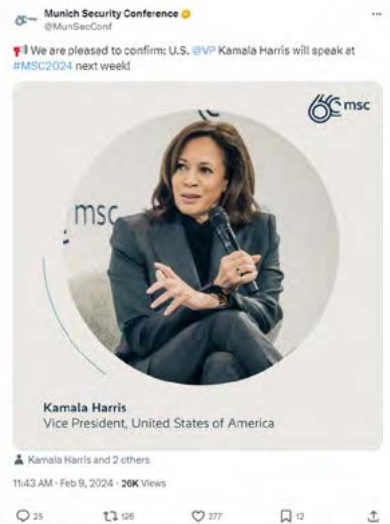 Munich Security Conference
@MunSecConf
We are pleased to confirm: U.S. @VP Kamala Harris will speak at
#MSC2024 next week!
60 msc
msc
Kamala Harris
Vice President, United States of America
Kamala Harris and 2 others
11:43 AM · Feb 9, 2024 · 26K Views
25 126 277 12